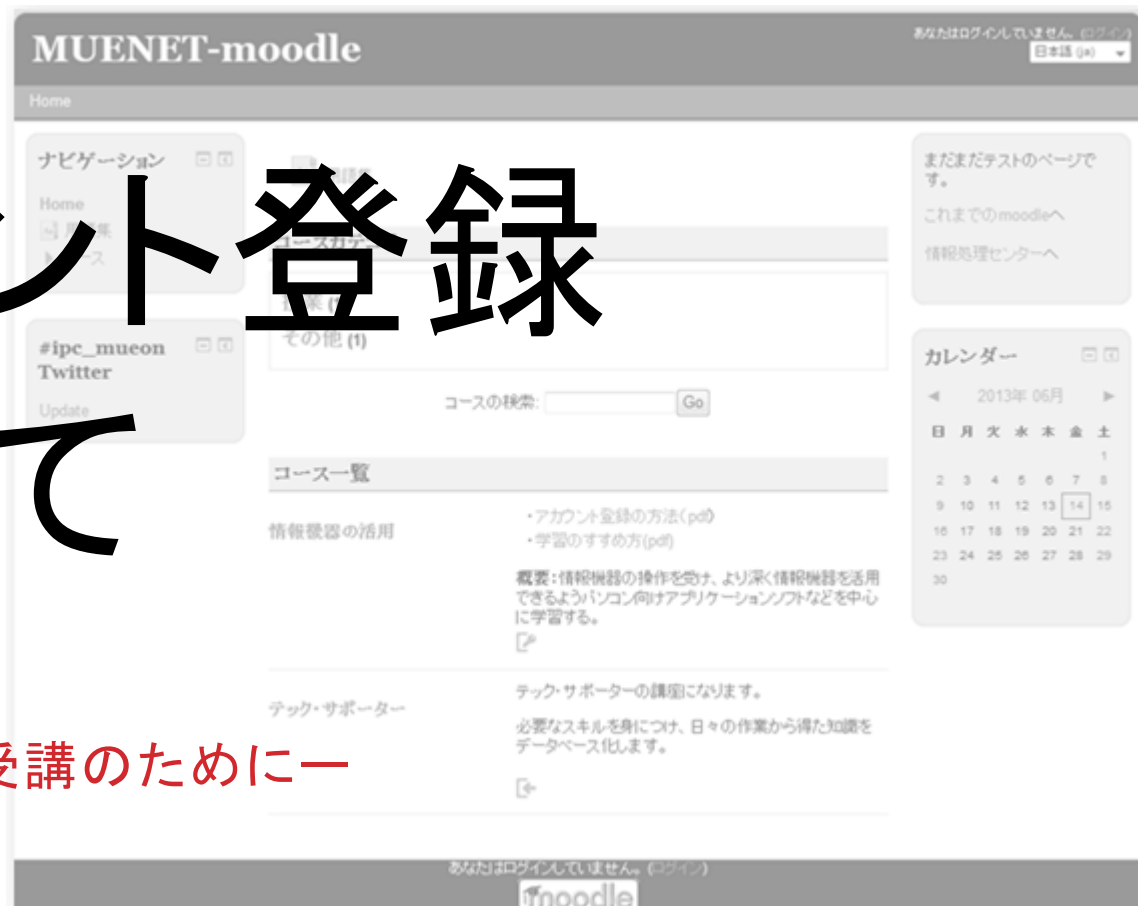 MUENET-moodle
あなたはログインしていません。(ログイン)
日本語 (ja)
Home
ナビゲーション
Home
ント登録
て
受講のためにー
#ipc_mueon
Twitter
Update
その他 (1)
コースの検索:
Go
コース一覧
情報機器の活用
・アカウント登録の方法(pdf)
・学習のすすめ方(pdf)
概要:情報機器の操作を受け、より深く情報機器を活用
できるようパソコン向けアプリケーションソフトなどを中心
に学習する。
テック・サポーター
テック・サポーターの講座になります。
必要なスキルを身につけ、日々の作業から得た知識を
データベース化します。
まだまだテストのページで
す。
これまでのmoodleへ
情報処理センターへ
カレンダー
2013年 06月
日 月 火 水 木 金 土
1
2 3 4 5 6 7 8
9 10 11 12 13 14 15
16 17 18 19 20 21 22
23 24 25 26 27 28 29
30
あなたはログインしていません。(ログイン)
moodle